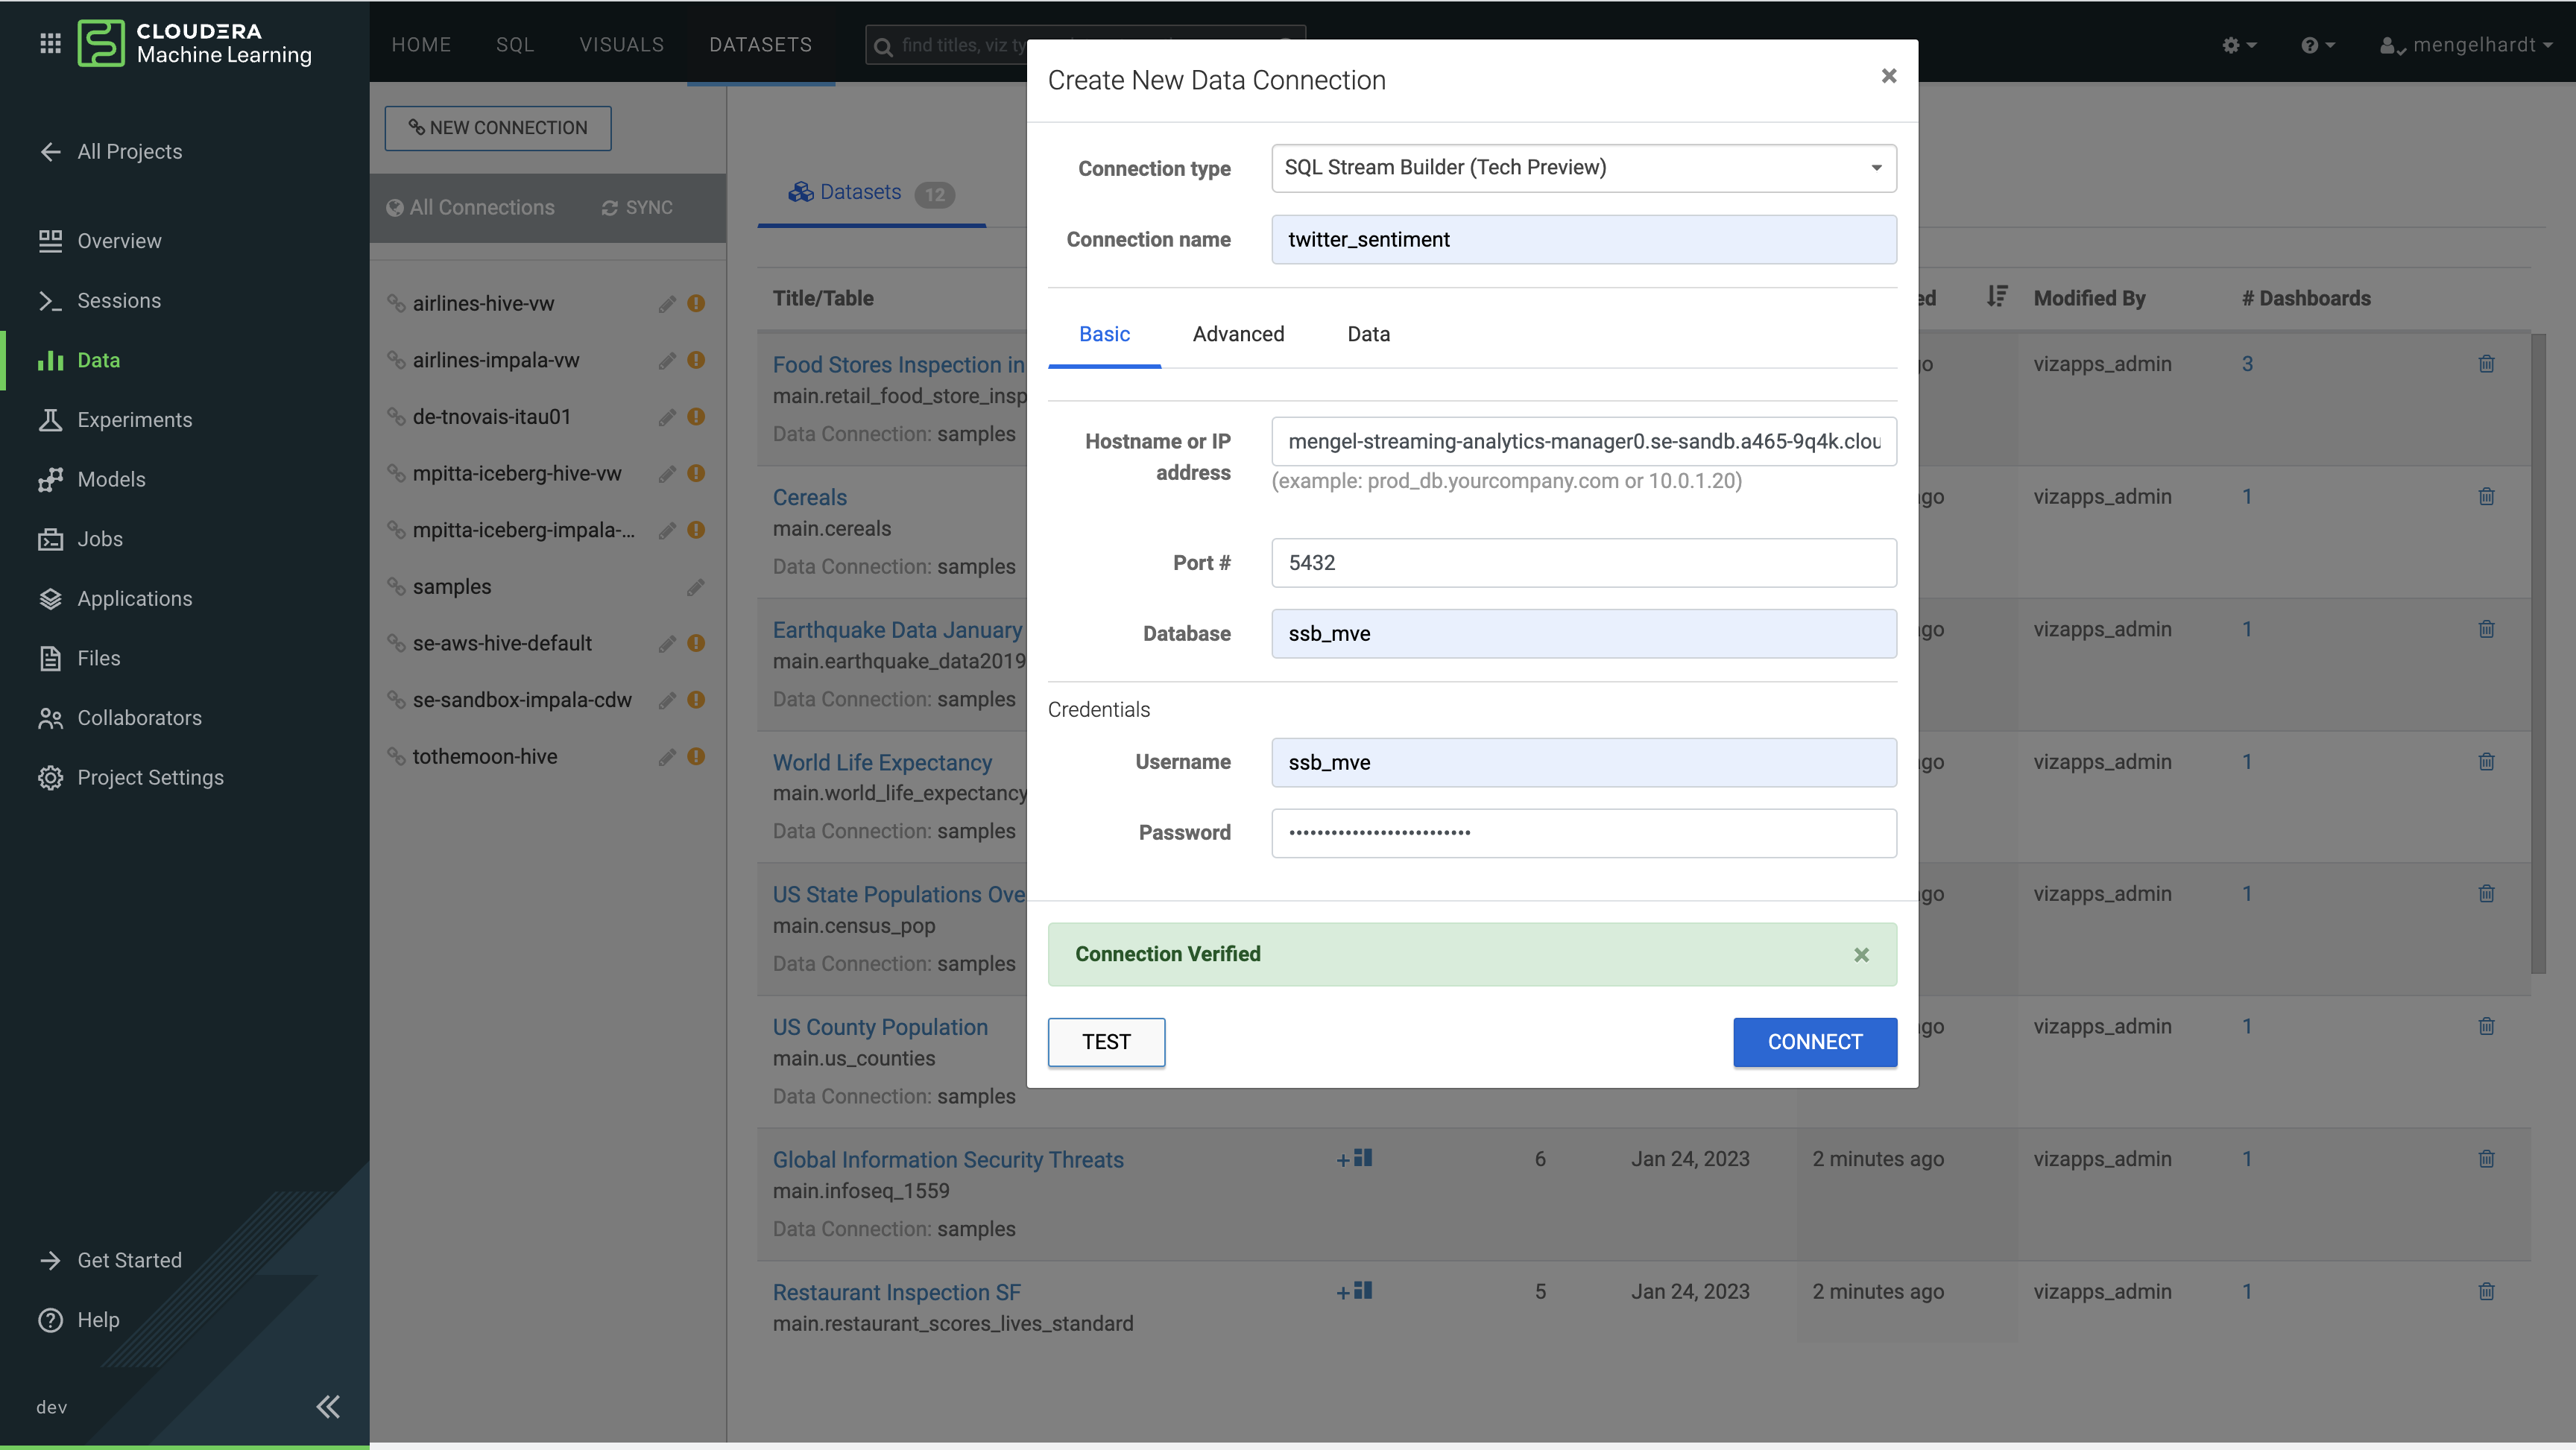 CLOUDERA
Machine Learning
All Projects
Overview
Sessions
Data
Experiments
Models
Jobs
Applications
Files
Collaborators
Project Settings
Get Started
Help
dev
HOME SQL VISUALS DATASETS
find titles, viz
mengelhardt
NEW CONNECTION
All Connections SYNC
airlines-hive-vw
airlines-impala-vw
de-tnovais-itau01
mpitta-iceberg-hive-vw
mpitta-iceberg-impala-...
samples
se-aws-hive-default
se-sandbox-impala-cdw
tothemoon-hive
Datasets 12
Title/Table
Modified By # Dashboards
Food Stores Inspection in
main.retail_food_store_insp
Data Connection: samples
vizapps_admin 3
Cereals
main.cereals
Data Connection: samples
go vizapps_admin 1
Earthquake Data January
main.earthquake_data2019
Data Connection: samples
go vizapps_admin 1
World Life Expectancy
main.world_life_expectancy
Data Connection: samples
go vizapps_admin 1
US State Populations Ove
main.census_pop
Data Connection: samples
go vizapps_admin 1
US County Population
main.us_counties
Data Connection: samples
go vizapps_admin 1
Global Information Security Threats
main.infoseq_1559
Data Connection: samples
6 Jan 24, 2023 2 minutes ago vizapps_admin 1
Restaurant Inspection SF
main.restaurant_scores_lives_standard
5 Jan 24, 2023 2 minutes ago vizapps_admin 1
Create New Data Connection
Connection type SQL Stream Builder (Tech Preview)
Connection name twitter_sentiment
Basic Advanced Data
Hostname or IP
address
mengel-streaming-analytics-manager0.se-sandb.a465-9q4k.clou
(example: prod_db.yourcompany.com or 10.0.1.20)
Port # 5432
Database ssb_mve
Credentials
Username ssb_mve
Password
Connection Verified
TEST
CONNECT